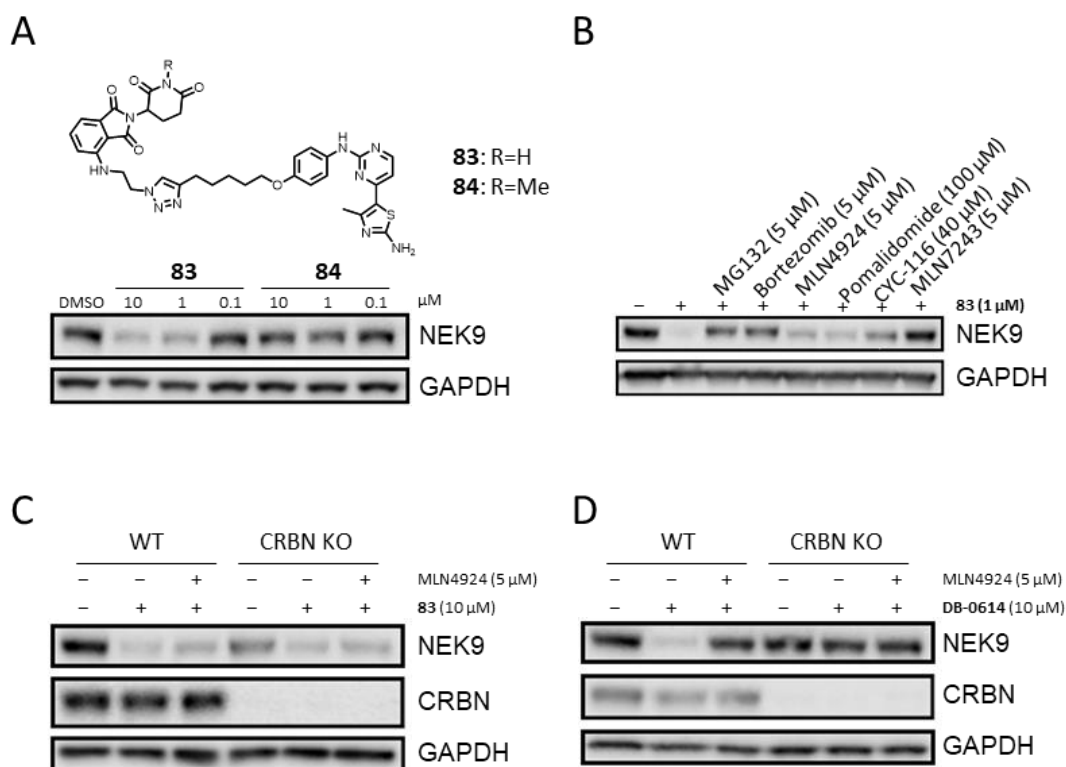 A
R
O
N
O
O
N
O
O
HN
N
N=N
O
H
N
N
N
S
N
NH₂
83: R=H
84: R=Me
83
84
DMSO 10 1 0.1 10 1 0.1 μM
NEK9
GAPDH
B
MG132 (5 μM)
Bortezomib (5 μM)
MLN4924 (5 μM)
Pomalidomide (100 μM)
CYC-116 (40 μM)
MLN7243 (5 μM)
– + + + + + + + 83 (1 μM)
NEK9
GAPDH
C
WT CRBN KO
– – + – – + MLN4924 (5 μM)
– + + – + + 83 (10 μM)
NEK9
CRBN
GAPDH
D
WT CRBN KO
– – + – – + MLN4924 (5 μM)
– + + – + + DB-0614 (10 μM)
NEK9
CRBN
GAPDH